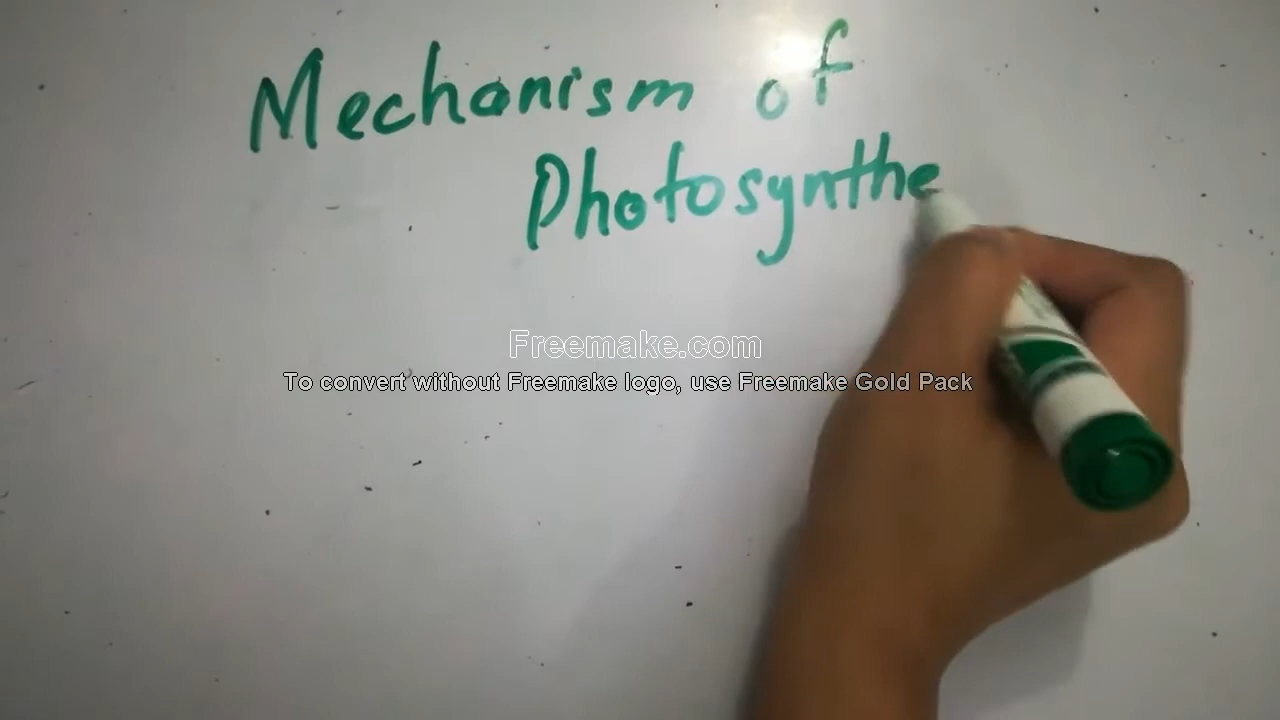 Mechanism of
Photosynthe
Freemake.com
To convert without Freemake logo, use Freemake Gold Pack